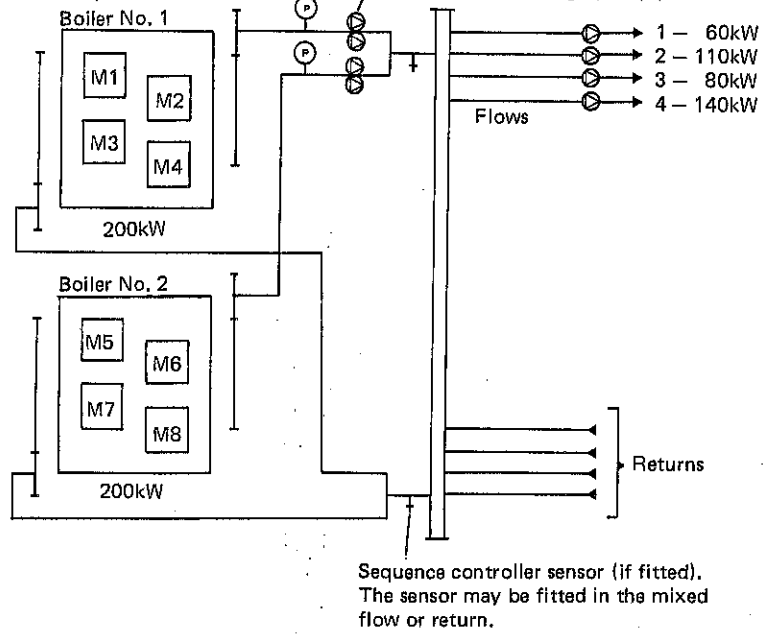 Boiler No. 1
P
P
M1
M2
M3
M4
200kW
1 – 60kW
2 – 110kW
3 – 80kW
4 – 140kW
Flows
Boiler No. 2
M5
M6
M7
M8
200kW
Returns
Sequence controller sensor (if fitted).
The sensor may be fitted in the mixed
flow or return.